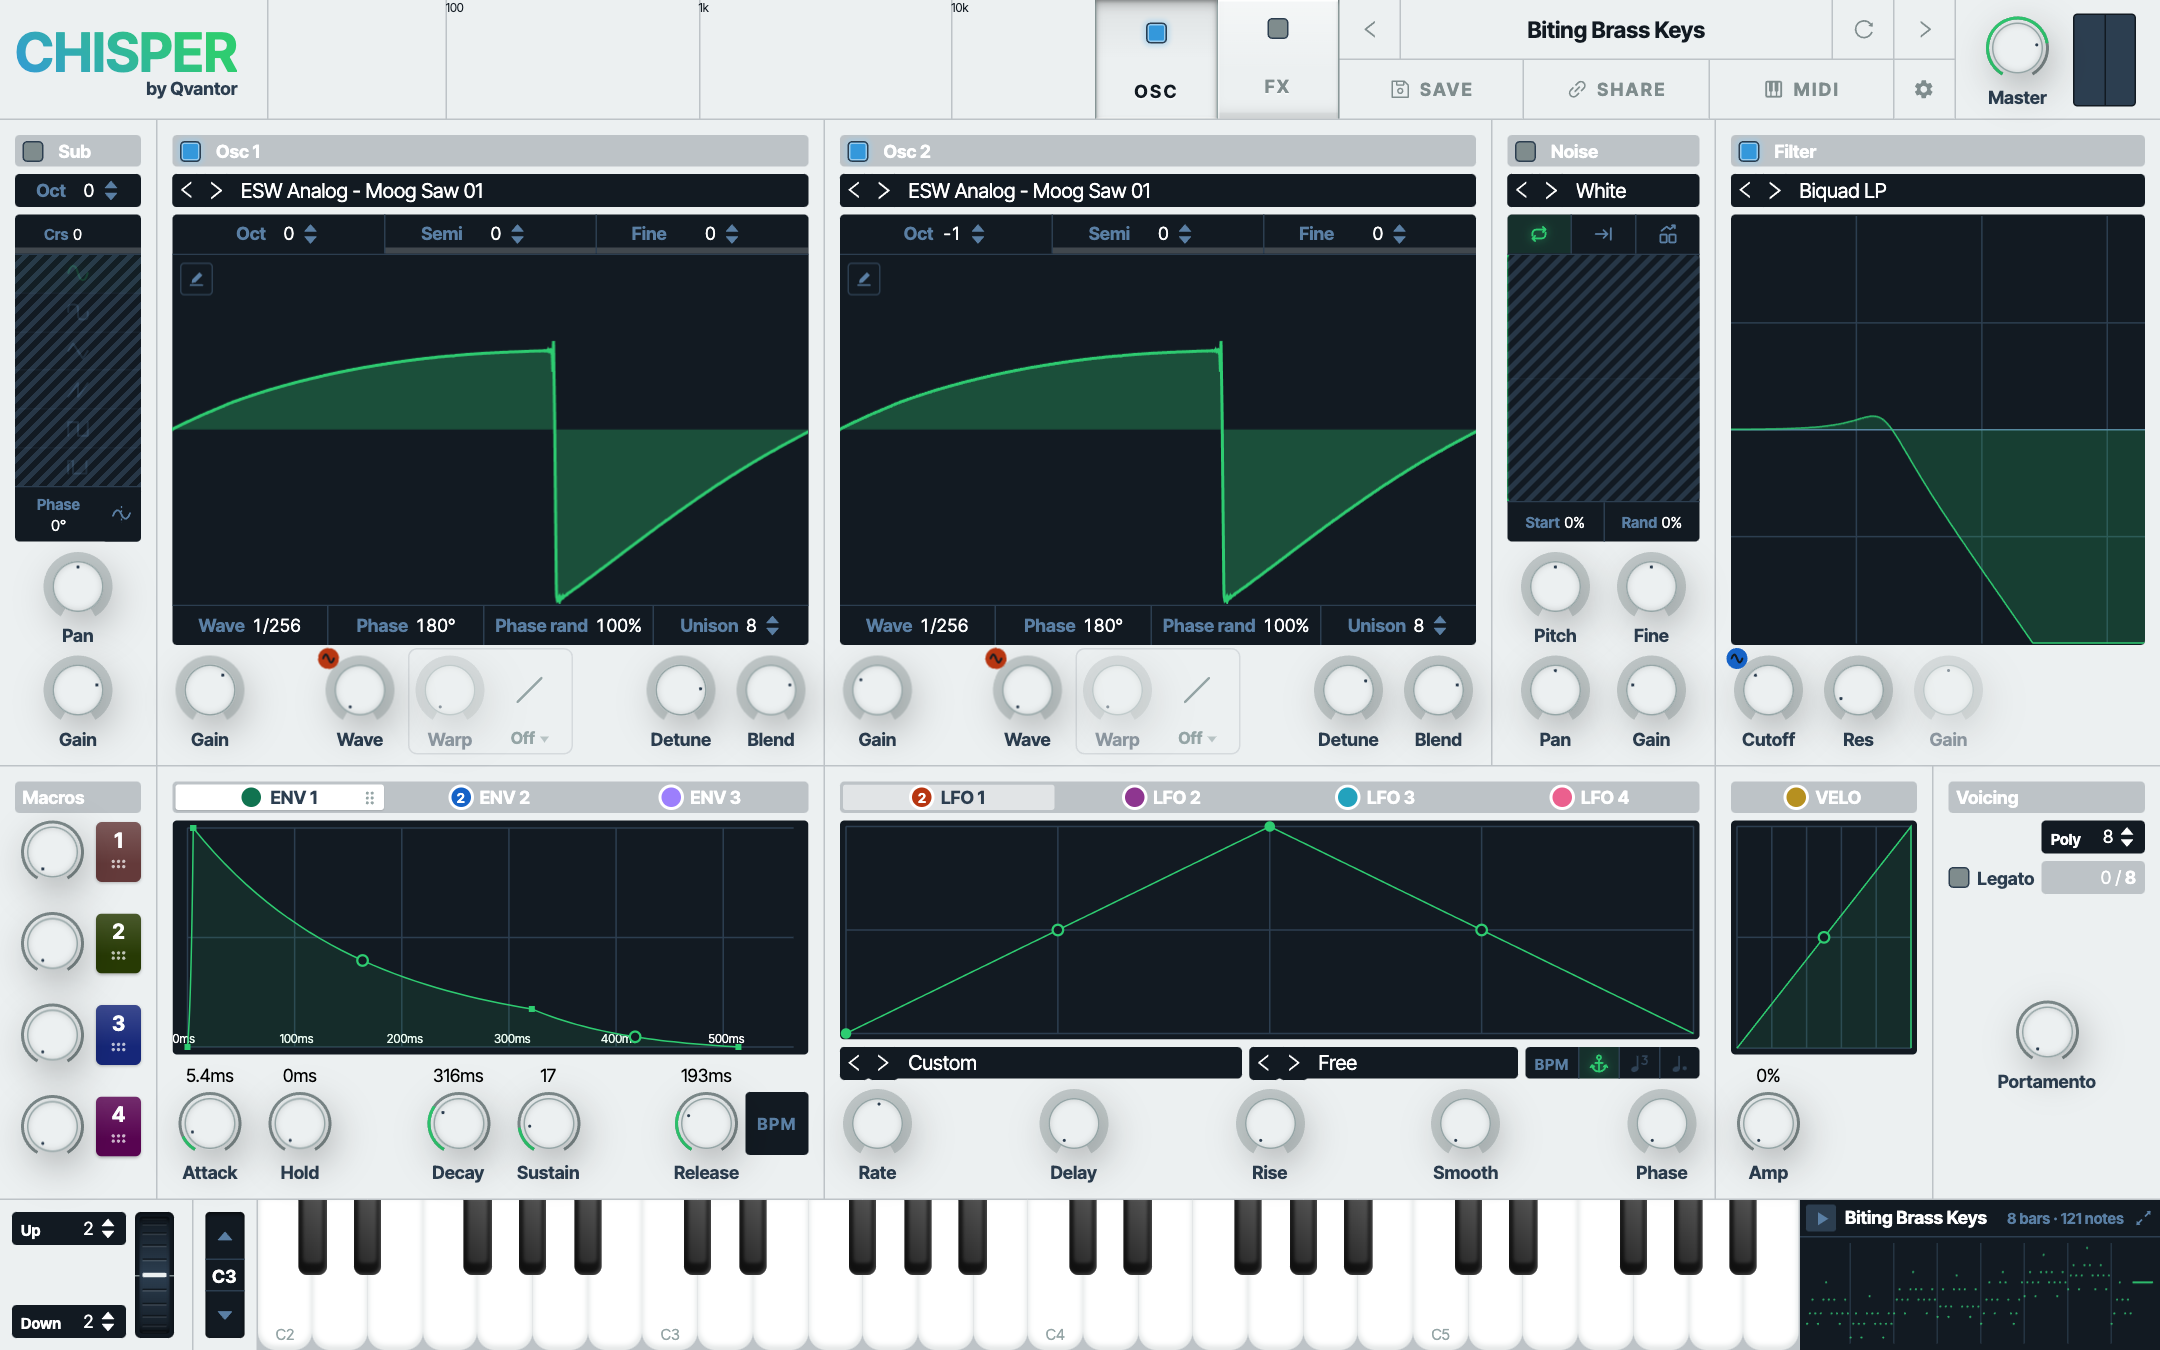 100
1k
10k
CHISPER
by Qvantor
OSC
FX
Biting Brass Keys
SAVE
SHARE
MIDI
Master
Sub
Oct 0
Crs 0
Phase
0°
Pan
Gain
Osc 1
ESW Analog - Moog Saw 01
Oct 0
Semi 0
Fine 0
Wave 1/256
Phase 180°
Phase rand 100%
Unison 8
Gain
Wave
Warp
Off
Detune
Blend
Osc 2
ESW Analog - Moog Saw 01
Oct -1
Semi 0
Fine 0
Wave 1/256
Phase 180°
Phase rand 100%
Unison 8
Gain
Wave
Warp
Off
Detune
Blend
Noise
White
Start 0%
Rand 0%
Pitch
Fine
Pan
Gain
Filter
Biquad LP
Cutoff
Res
Gain
Macros
1
2
3
4
ENV 1
2 ENV 2
ENV 3
0ms
100ms
200ms
300ms
400m
500ms
5.4ms
0ms
316ms
17
193ms
BPM
Attack
Hold
Decay
Sustain
Release
2 LFO 1
LFO 2
LFO 3
LFO 4
Custom
Free
BPM
3
Rate
Delay
Rise
Smooth
Phase
VELO
0%
Amp
Voicing
Poly 8
Legato
0 / 8
Portamento
Up 2
Down 2
C3
C2
C3
C4
C5
Biting Brass Keys
8 bars · 121 notes